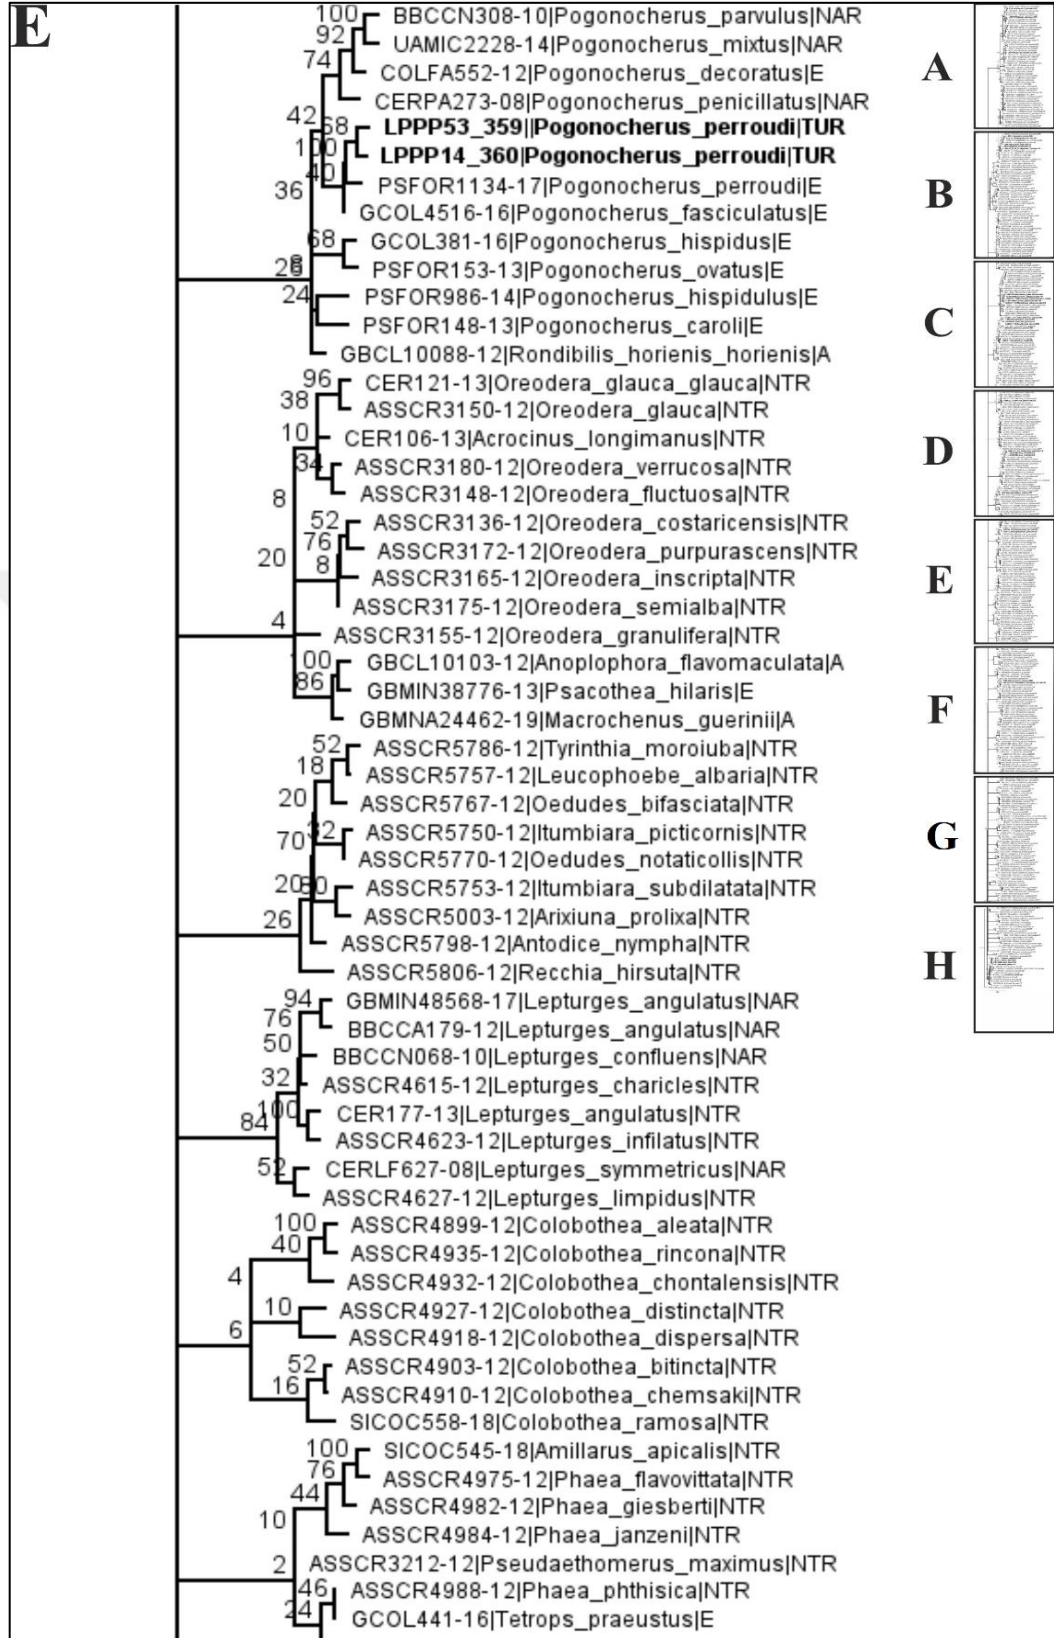 E
100 BBCCN308-10|Pogonocherus_parvulus|NAR
92 UAMIC2228-14|Pogonocherus_mixtus|NAR
74 COLFA552-12|Pogonocherus_decoratus|E
CERPA273-08|Pogonocherus_penicillatus|NAR
42 68 LPPP53_359||Pogonocherus_perroudi|TUR
100 LPPP14_360|Pogonocherus_perroudi|TUR
36 40 PSFOR1134-17|Pogonocherus_perroudi|E
GCOL4516-16|Pogonocherus_fasciculatus|E
68 GCOL381-16|Pogonocherus_hispidus|E
PSFOR153-13|Pogonocherus_ovatus|E
24 PSFOR986-14|Pogonocherus_hispidulus|E
PSFOR148-13|Pogonocherus_caroli|E
GBCL10088-12|Rondibilis_horienis_horienis|A
96 CER121-13|Oreodera_glauca_glauca|NTR
38 ASSCR3150-12|Oreodera_glauca|NTR
10 CER106-13|Acrocinus_longimanus|NTR
34 ASSCR3180-12|Oreodera_verrucosa|NTR
8 ASSCR3148-12|Oreodera_fluctuosa|NTR
52 ASSCR3136-12|Oreodera_costaricensis|NTR
76 ASSCR3172-12|Oreodera_purpurascens|NTR
20 8 ASSCR3165-12|Oreodera_inscripta|NTR
ASSCR3175-12|Oreodera_semialba|NTR
4 ASSCR3155-12|Oreodera_granulifera|NTR
100 GBCL10103-12|Anoplophora_flavomaculata|A
86 GBMIN38776-13|Psacothea_hilaris|E
GBMNA24462-19|Macrochenus_guerinii|A
52 ASSCR5786-12|Tyrinthia_moroiuba|NTR
18 ASSCR5757-12|Leucophoebe_albaria|NTR
20 ASSCR5767-12|Oedudes_bifasciata|NTR
70 32 ASSCR5750-12|Itumbiara_picticornis|NTR
ASSCR5770-12|Oedudes_notaticollis|NTR
20 80 ASSCR5753-12|Itumbiara_subdilatata|NTR
26 ASSCR5003-12|Arixiuna_prolixa|NTR
ASSCR5798-12|Antodice_nympha|NTR
ASSCR5806-12|Recchia_hirsuta|NTR
94 GBMIN48568-17|Lepturges_angulatus|NAR
76 BBCCA179-12|Lepturges_angulatus|NAR
50 BBCCN068-10|Lepturges_confluens|NAR
32 ASSCR4615-12|Lepturges_charicles|NTR
84 100 CER177-13|Lepturges_angulatus|NTR
ASSCR4623-12|Lepturges_infilatus|NTR
52 CERLF627-08|Lepturges_symmetricus|NAR
ASSCR4627-12|Lepturges_limpidus|NTR
100 ASSCR4899-12|Colobothea_aleata|NTR
40 ASSCR4935-12|Colobothea_rincona|NTR
4 ASSCR4932-12|Colobothea_chontalensis|NTR
10 ASSCR4927-12|Colobothea_distincta|NTR
6 ASSCR4918-12|Colobothea_dispersa|NTR
52 ASSCR4903-12|Colobothea_bitincta|NTR
16 ASSCR4910-12|Colobothea_chemsaki|NTR
SICOC558-18|Colobothea_ramosa|NTR
100 SICOC545-18|Amillarus_apicalis|NTR
76 ASSCR4975-12|Phaea_flavovittata|NTR
44 ASSCR4982-12|Phaea_giesberti|NTR
10 ASSCR4984-12|Phaea_janzeni|NTR
2 ASSCR3212-12|Pseudaethomerus_maximus|NTR
46 ASSCR4988-12|Phaea_phthisica|NTR
24 GCOL441-16|Tetrops_praeustus|E
A
B
C
D
E
F
G
H